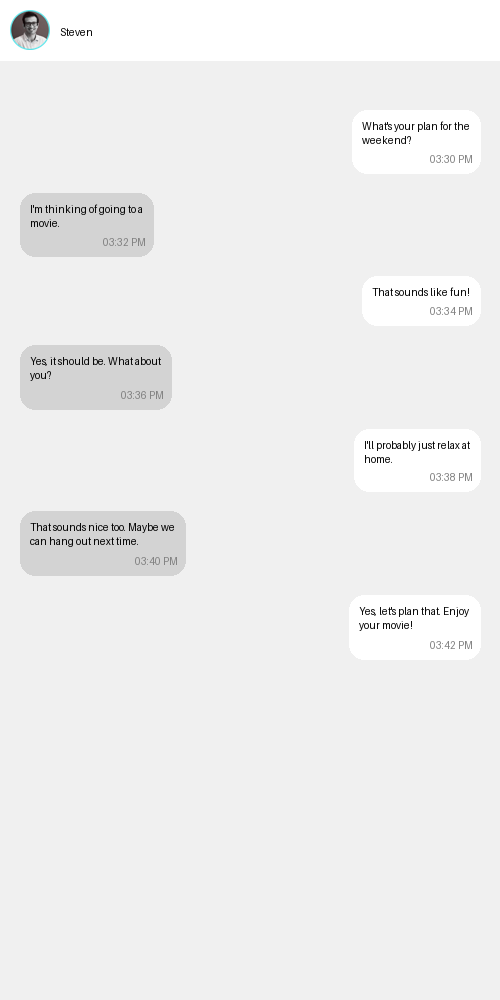 Steven
What's your plan for the
weekend?
03:30 PM
I'm thinking of going to a
movie.
03:32 PM
That sounds like fun!
03:34 PM
Yes, it should be. What about
you?
03:36 PM
I'll probably just relax at
home.
03:38 PM
That sounds nice too. Maybe we
can hang out next time.
03:40 PM
Yes, let's plan that. Enjoy
your movie!
03:42 PM